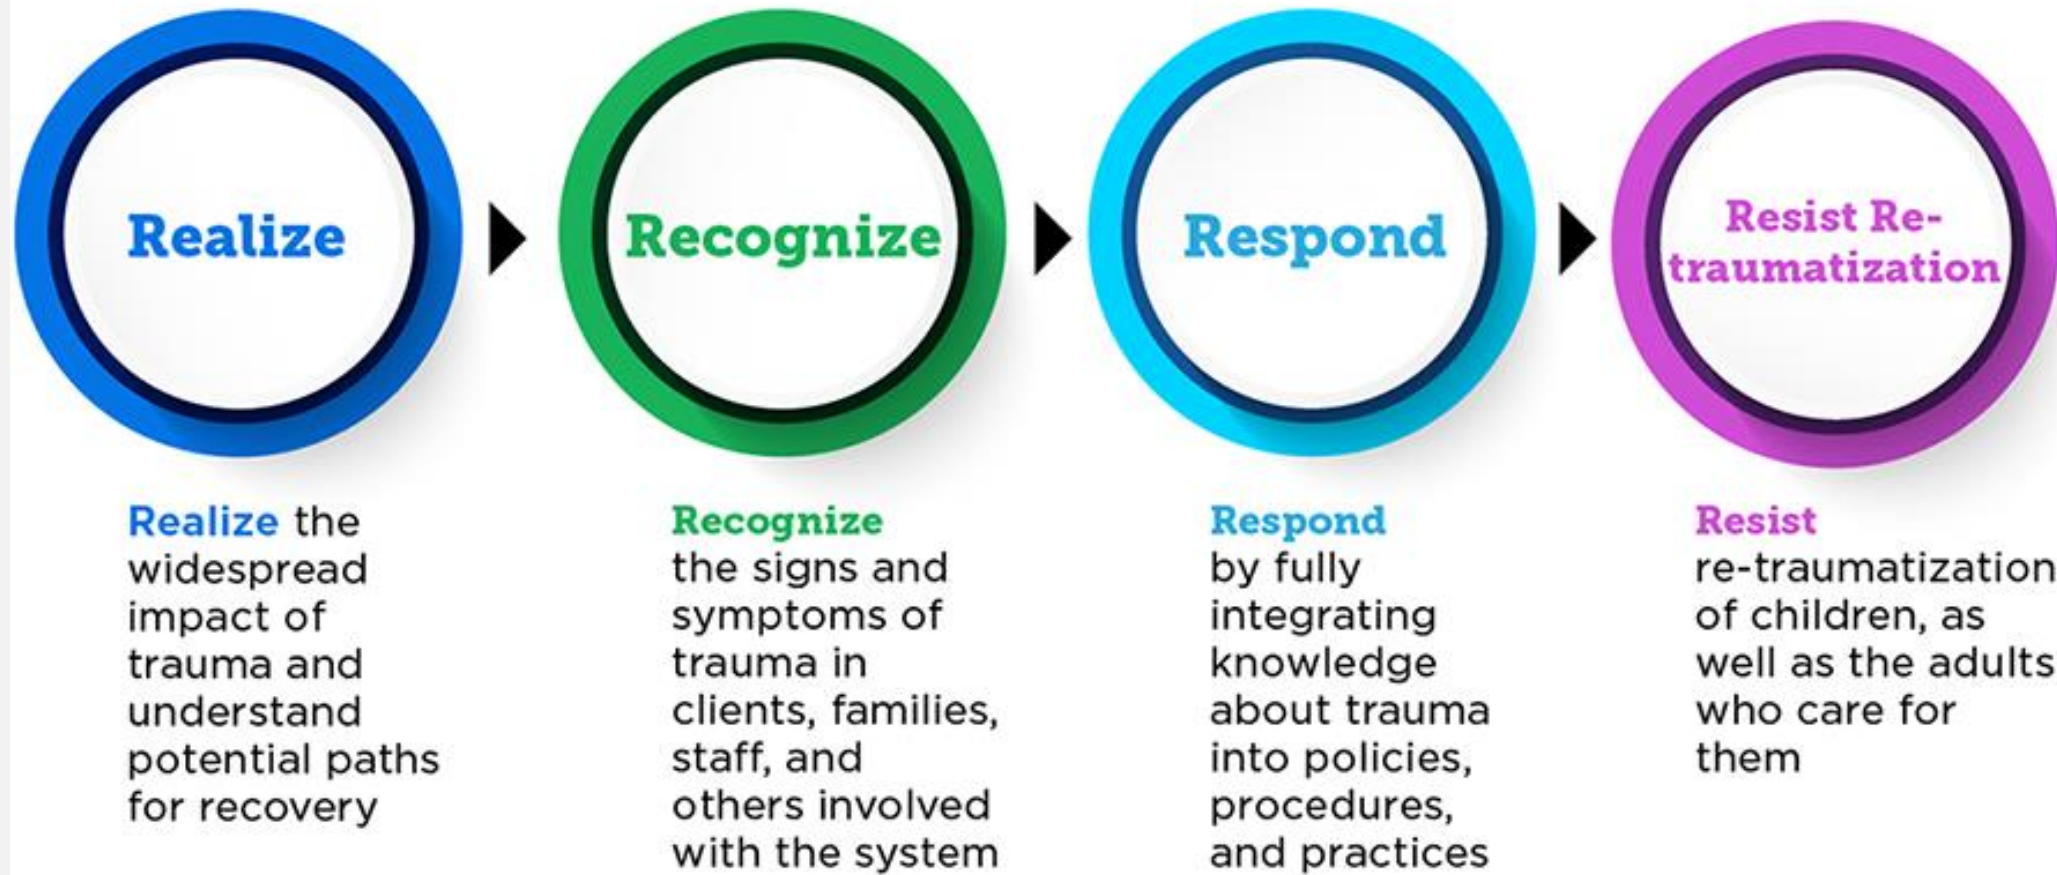 Realize
Recognize
Respond
Resist Re-
traumatization
Realize the
widespread
impact of
trauma and
understand
potential paths
for recovery
Recognize
the signs and
symptoms of
trauma in
clients, families,
staff, and
others involved
with the system
Respond
by fully
integrating
knowledge
about trauma
into policies,
procedures,
and practices
Resist
re-traumatization
of children, as
well as the adults
who care for
them